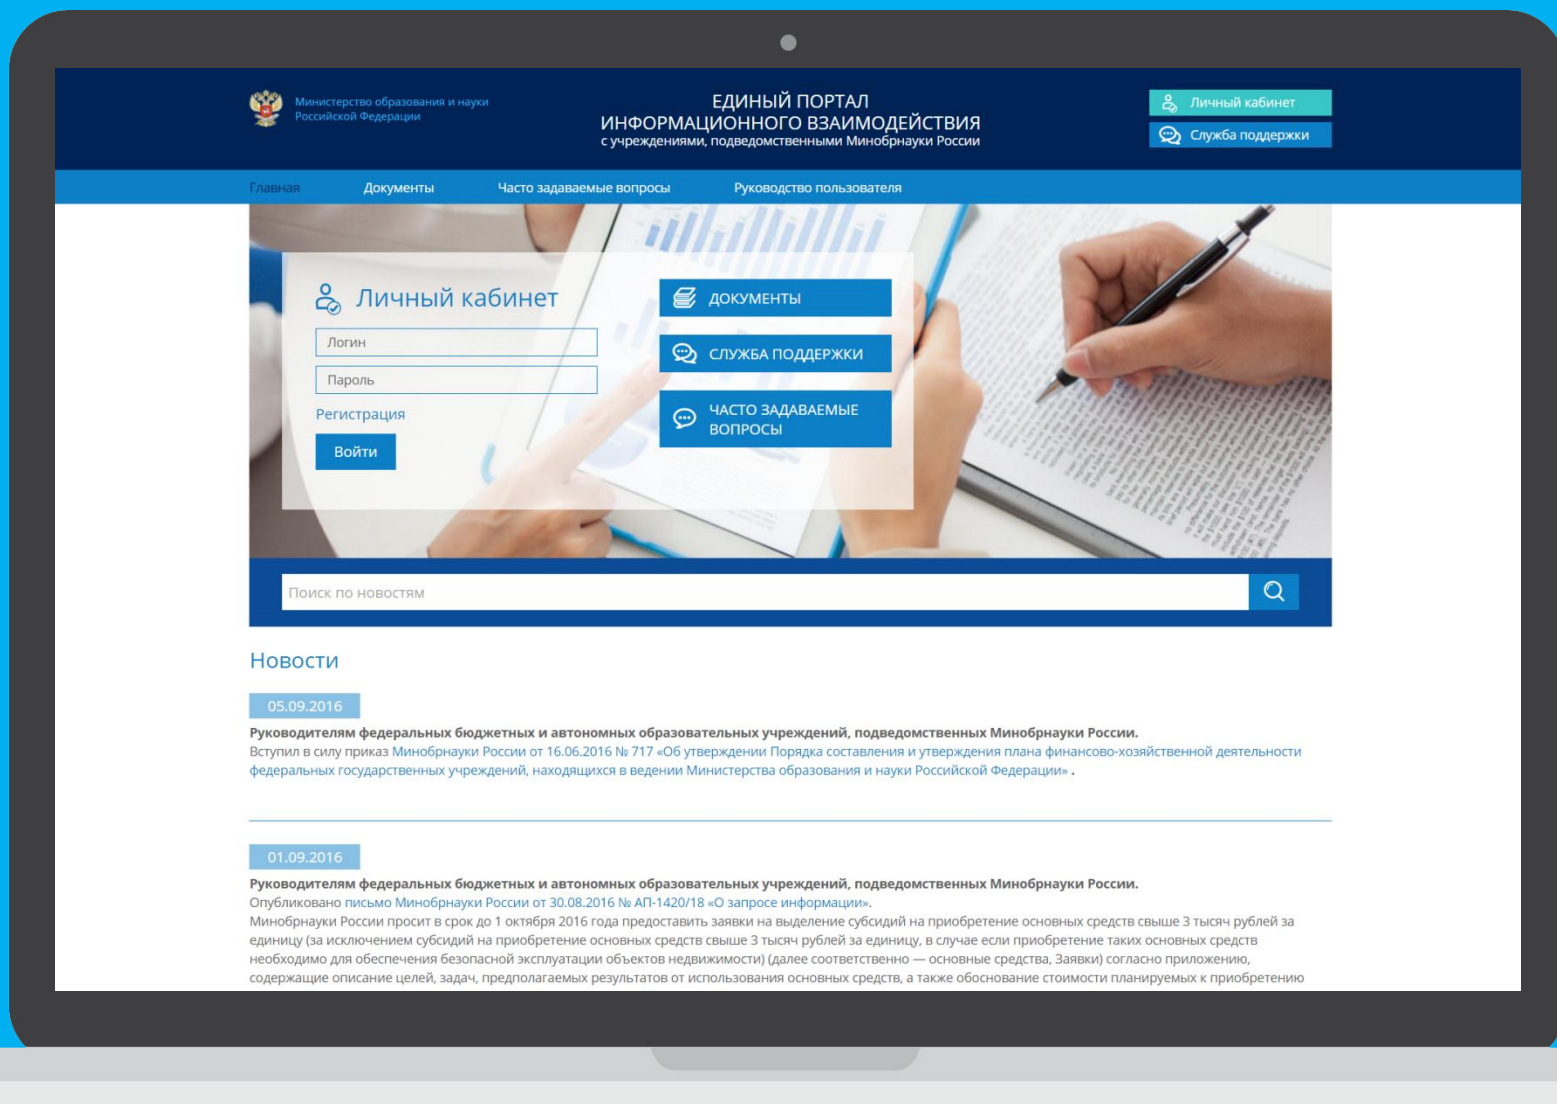 Министерство образования и науки
Российской Федерации
ЕДИНЫЙ ПОРТАЛ
ИНФОРМАЦИОННОГО ВЗАИМОДЕЙСТВИЯ
с учреждениями, подведомственными Минобрнауки России
Личный кабинет
Служба поддержки
Главная
Документы
Часто задаваемые вопросы
Руководство пользователя
Личный кабинет
Логин
Пароль
Регистрация
Войти
ДОКУМЕНТЫ
СЛУЖБА ПОДДЕРЖКИ
ЧАСТО ЗАДАВАЕМЫЕ
ВОПРОСЫ
Поиск по новостям
Новости
05.09.2016
Руководителям федеральных бюджетных и автономных образовательных учреждений, подведомственных Минобрнауки России.
Вступил в силу приказ Минобрнауки России от 16.06.2016 № 717 «Об утверждении Порядка составления и утверждения плана финансово-хозяйственной деятельности
федеральных государственных учреждений, находящихся в ведении Министерства образования и науки Российской Федерации» .
01.09.2016
Руководителям федеральных бюджетных и автономных образовательных учреждений, подведомственных Минобрнауки России.
Опубликовано письмо Минобрнауки России от 30.08.2016 № АП-1420/18 «О запросе информации».
Минобрнауки России просит в срок до 1 октября 2016 года предоставить заявки на выделение субсидий на приобретение основных средств свыше 3 тысяч рублей за
единицу (за исключением субсидий на приобретение основных средств свыше 3 тысяч рублей за единицу, в случае если приобретение таких основных средств
необходимо для обеспечения безопасной эксплуатации объектов недвижимости) (далее соответственно — основные средства, Заявки) согласно приложению,
содержащие описание целей, задач, предполагаемых результатов от использования основных средств, а также обоснование стоимости планируемых к приобретению